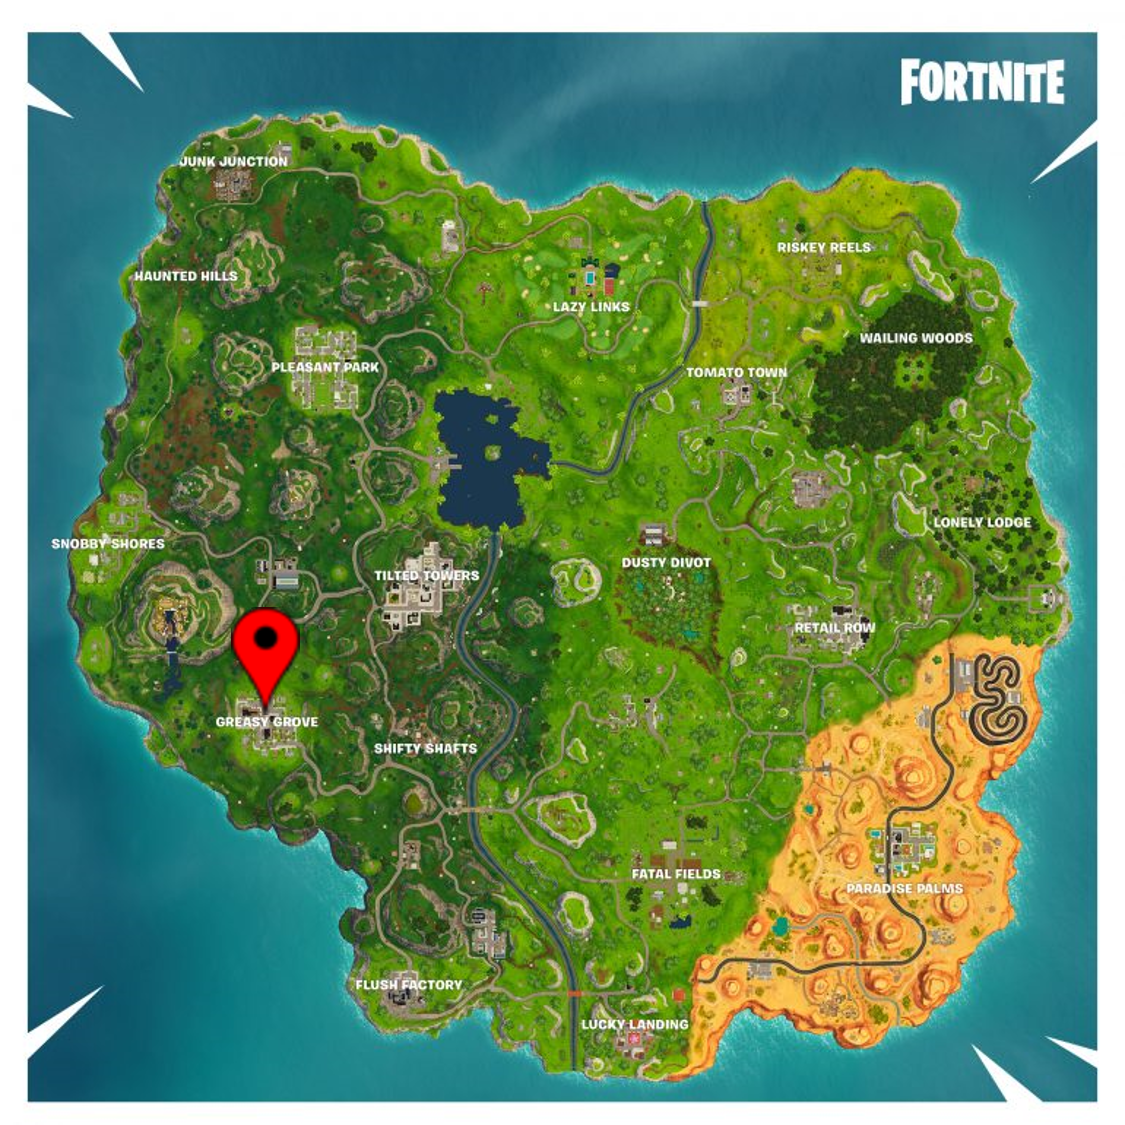 FORTNITE
JUNK JUNCTION
RISKEY REELS
HAUNTED HILLS
LAZY LINKS
WAILING WOODS
PLEASANT PARK
TOMATO TOWN
LONELY LODGE
SNOBBY SHORES
DUSTY DIVOT
TILTED TOWERS
RETAIL ROW
GREASY GROVE
SHIFTY SHAFTS
FATAL FIELDS
PARADISE PALMS
FLUSH FACTORY
LUCKY LANDING